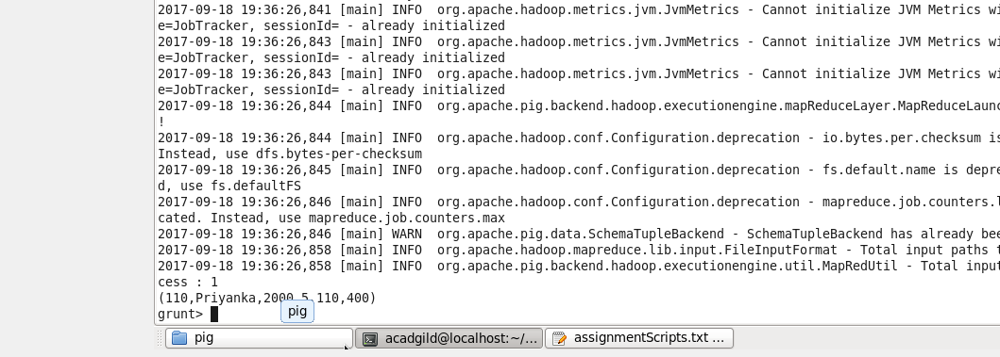 2017-09-18 19:36:26,841 [main] INFO  org.apache.hadoop.metrics.jvm.JvmMetrics - Cannot initialize JVM Metrics wi
e=JobTracker, sessionId= - already initialized
2017-09-18 19:36:26,843 [main] INFO  org.apache.hadoop.metrics.jvm.JvmMetrics - Cannot initialize JVM Metrics wi
e=JobTracker, sessionId= - already initialized
2017-09-18 19:36:26,843 [main] INFO  org.apache.hadoop.metrics.jvm.JvmMetrics - Cannot initialize JVM Metrics wi
e=JobTracker, sessionId= - already initialized
2017-09-18 19:36:26,844 [main] INFO  org.apache.pig.backend.hadoop.executionengine.mapReduceLayer.MapReduceLaunc
!
2017-09-18 19:36:26,844 [main] INFO  org.apache.hadoop.conf.Configuration.deprecation - io.bytes.per.checksum is
Instead, use dfs.bytes-per-checksum
2017-09-18 19:36:26,845 [main] INFO  org.apache.hadoop.conf.Configuration.deprecation - fs.default.name is depre
d, use fs.defaultFS
2017-09-18 19:36:26,846 [main] INFO  org.apache.hadoop.conf.Configuration.deprecation - mapreduce.job.counters.l
cated. Instead, use mapreduce.job.counters.max
2017-09-18 19:36:26,846 [main] WARN  org.apache.pig.data.SchemaTupleBackend - SchemaTupleBackend has already bee
2017-09-18 19:36:26,858 [main] INFO  org.apache.hadoop.mapreduce.lib.input.FileInputFormat - Total input paths t
2017-09-18 19:36:26,858 [main] INFO  org.apache.pig.backend.hadoop.executionengine.util.MapRedUtil - Total input
cess : 1
(110,Priyanka,2000,5,110,400)
grunt>
pig
pig
acadgild@localhost:~/...
assignmentScripts.txt ...